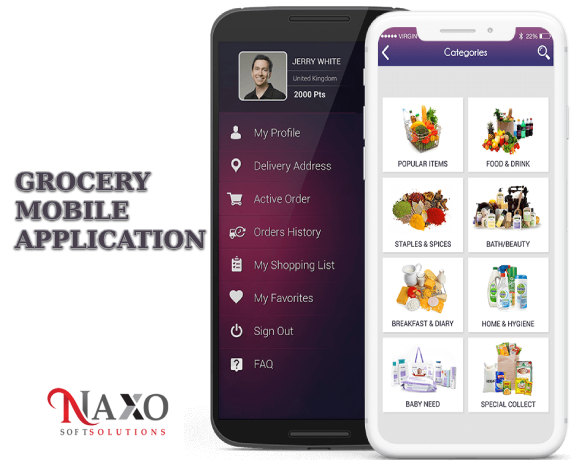 GROCERY
MOBILE
APPLICATION
NAXO
SOFTSOLUTIONS
JERRY WHITE
United Kingdom
2000 Pts
My Profile
Delivery Address
Active Order
Orders History
My Shopping List
My Favorites
Sign Out
FAQ
VIRGIN
22%
Categories
POPULAR ITEMS
FOOD & DRINK
STAPLES & SPICES
BATH/BEAUTY
BREAKFAST & DIARY
HOME & HYGIENE
BABY NEED
SPECIAL COLLECT